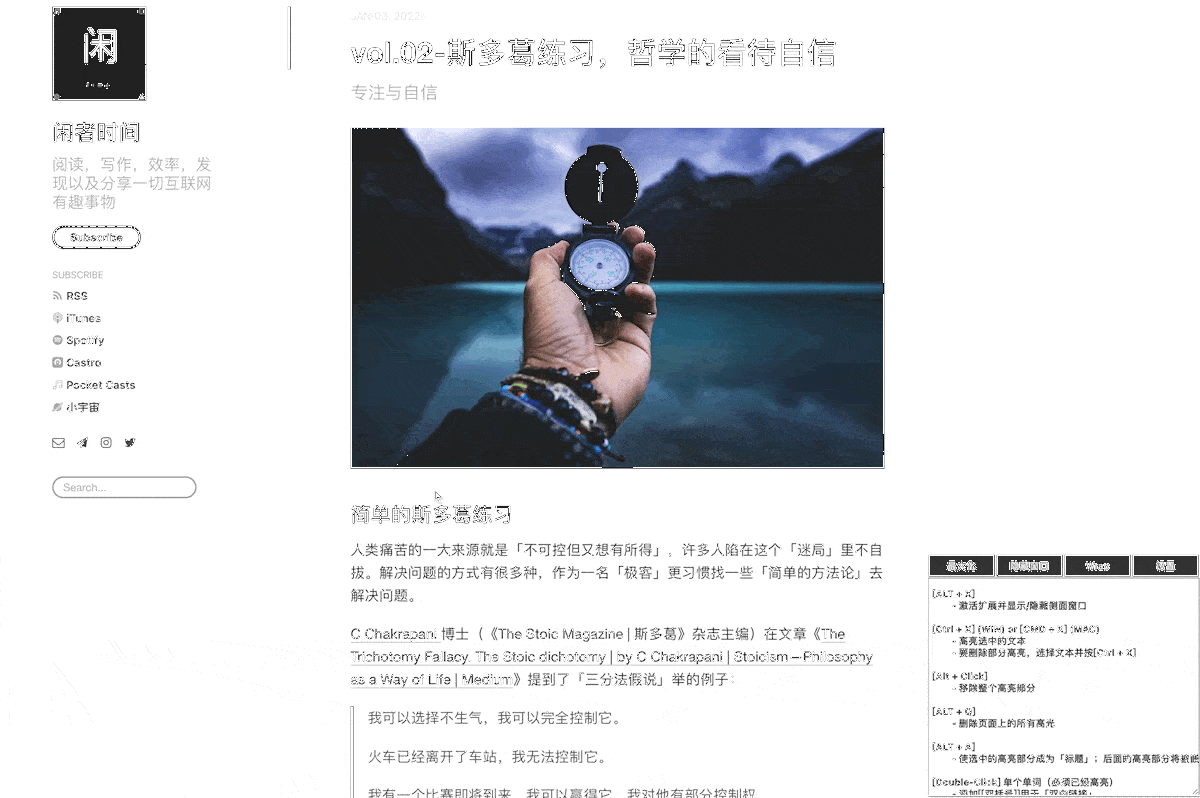 闲
闲者时间
阅读，写作，效率，发
现以及分享一切互联网
有趣事物
Subscribe
SUBSCRIBE
RSS
iTunes
Spotify
Castro
Pocket Casts
小宇宙
Search...
JAN 03, 2022
vol.02-斯多葛练习，哲学的看待自信
专注与自信
简单的斯多葛练习
人类痛苦的一大来源就是「不可控但又想有所得」，许多人陷在这个「迷局」里不自
拔。解决问题的方式有很多种，作为一名「极客」更习惯找一些「简单的方法论」去
解决问题。
C Chakrapani 博士（《The Stoic Magazine | 斯多葛》杂志主编）在文章《The
Trichotomy Fallacy. The Stoic dichotomy | by C Chakrapani | Stoicism — Philosophy
as a Way of Life | Medium》提到了「三分法假说」举的例子：
我可以选择不生气，我可以完全控制它。
火车已经离开了车站，我无法控制它。
我有一个比赛即将到来，我可以赢得它，我对他有部分控制权
[ALT + X]
- 激活扩展并显示/隐藏侧面窗口
[Ctrl + X] (Win) or [CMD + X] (MAC)
- 高亮选中的文本
- 要删除部分高亮，选择文本并按[Ctrl + X]
[Alt + Click]
- 移除整个高亮部分
[ALT + Q]
- 删除页面上的所有高光
[ALT + A]
- 使选中的高亮部分成为「标题」；后面的高亮部分将嵌
[Double-Click] 单个单词（必须已经高亮）